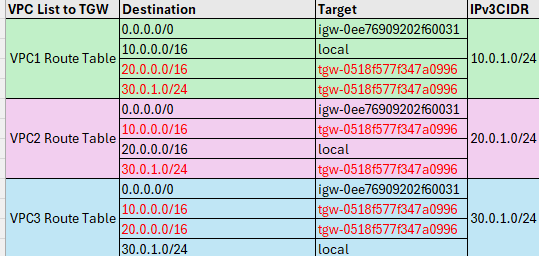 VPC List to TGW Destination Target IPv3CIDR
VPC1 Route Table 10.0.1.0/24
0.0.0.0/0 igw-0ee76909202f60031
10.0.0.0/16 local
20.0.0.0/16 tgw-0518f577f347a0996
30.0.1.0/24 tgw-0518f577f347a0996
VPC2 Route Table 20.0.1.0/24
0.0.0.0/0 igw-0ee76909202f60031
10.0.0.0/16 tgw-0518f577f347a0996
20.0.0.0/16 local
30.0.1.0/24 tgw-0518f577f347a0996
VPC3 Route Table 30.0.1.0/24
0.0.0.0/0 igw-0ee76909202f60031
10.0.0.0/16 tgw-0518f577f347a0996
20.0.0.0/16 tgw-0518f577f347a0996
30.0.1.0/24 local